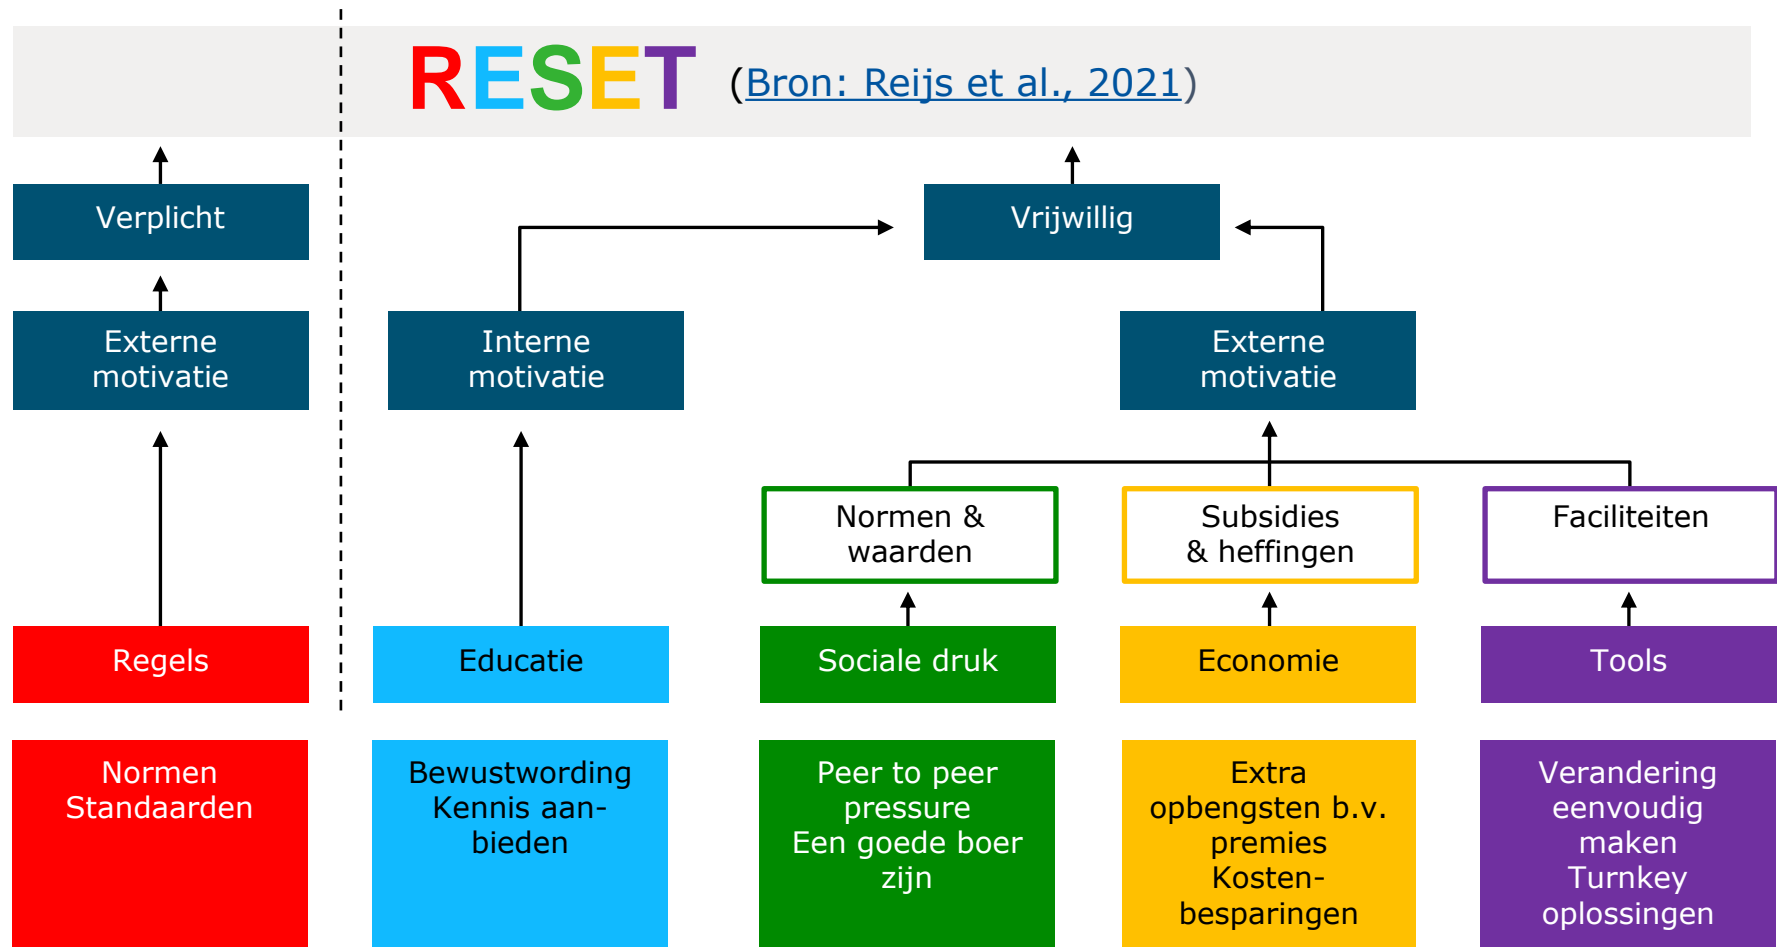 RESET (Bron: Reijs et al., 2021)
Verplicht
Vrijwillig
Externe
motivatie
Interne
motivatie
Externe
motivatie
Normen &
waarden
Subsidies
& heffingen
Faciliteiten
Regels
Educatie
Sociale druk
Economie
Tools
Normen
Standaarden
Bewustwording
Kennis aan-
bieden
Peer to peer
pressure
Een goede boer
zijn
Extra
opbengsten b.v.
premies
Kosten-
besparingen
Verandering
eenvoudig
maken
Turnkey
oplossingen